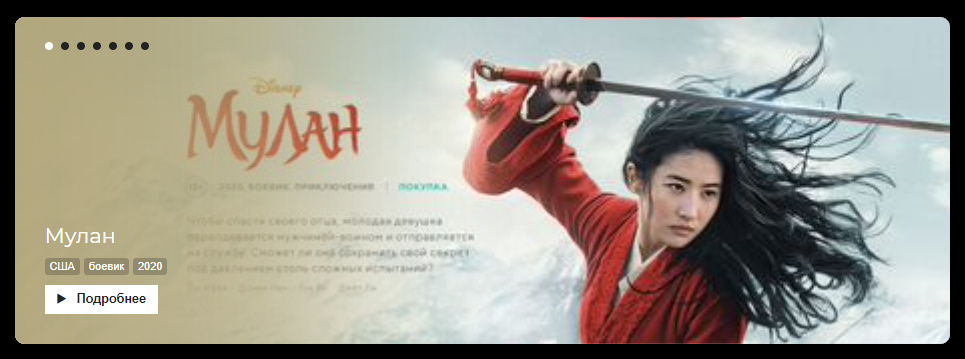 Disney
Мулан
2020, БОЕВИК, ПРИКЛЮЧЕНИЯ | ПОКУПКА
Чтобы спасти своего отца, молодая девушка
переодевается мужчиной-воином и отправляется
на службу. Сможет ли она сохранить свой секрет
под давлением столь сложных испытаний?
Мулан
США боевик 2020
Подробнее